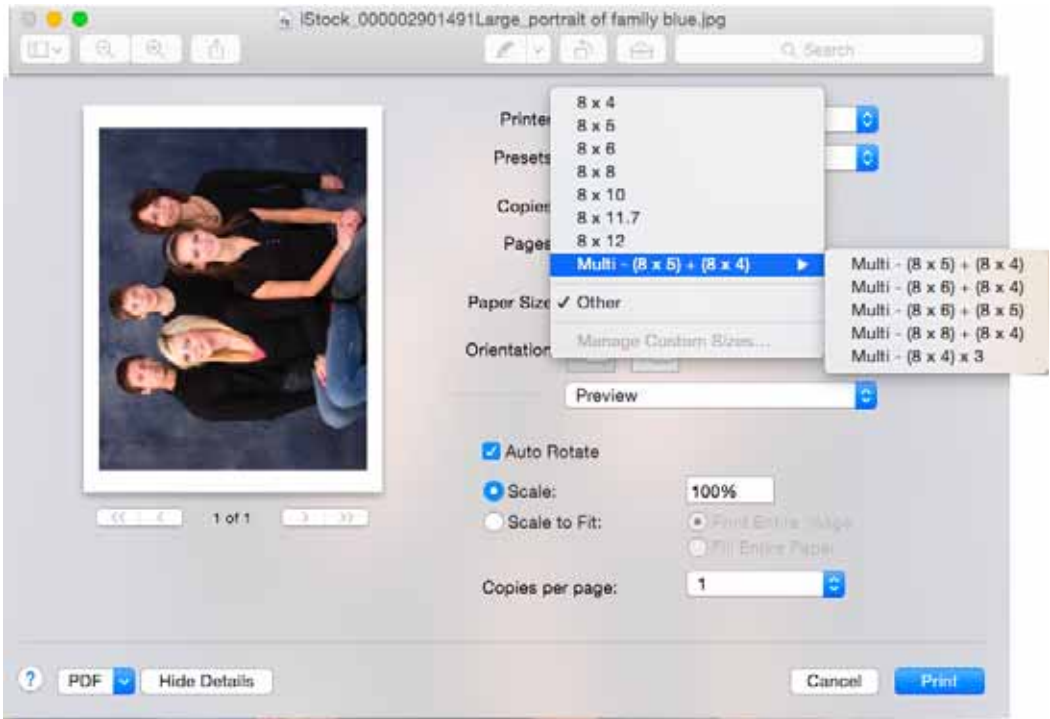 iStock_000002901491Large_portrait of family blue.jpg
Search
Printer
Presets
Copies
Pages
Paper Size
Orientation
8 x 4
8 x 5
8 x 6
8 x 8
8 x 10
8 x 11.7
8 x 12
Multi - (8 x 5) + (8 x 4)
✓ Other
Manage Custom Sizes...
Multi - (8 x 5) + (8 x 4)
Multi - (8 x 6) + (8 x 4)
Multi - (8 x 6) + (8 x 5)
Multi - (8 x 8) + (8 x 4)
Multi - (8 x 4) x 3
Preview
Auto Rotate
Scale: 100%
Scale to Fit: Print Entire Image
Fill Entire Paper
1 of 1
Copies per page: 1
? PDF Hide Details Cancel Print